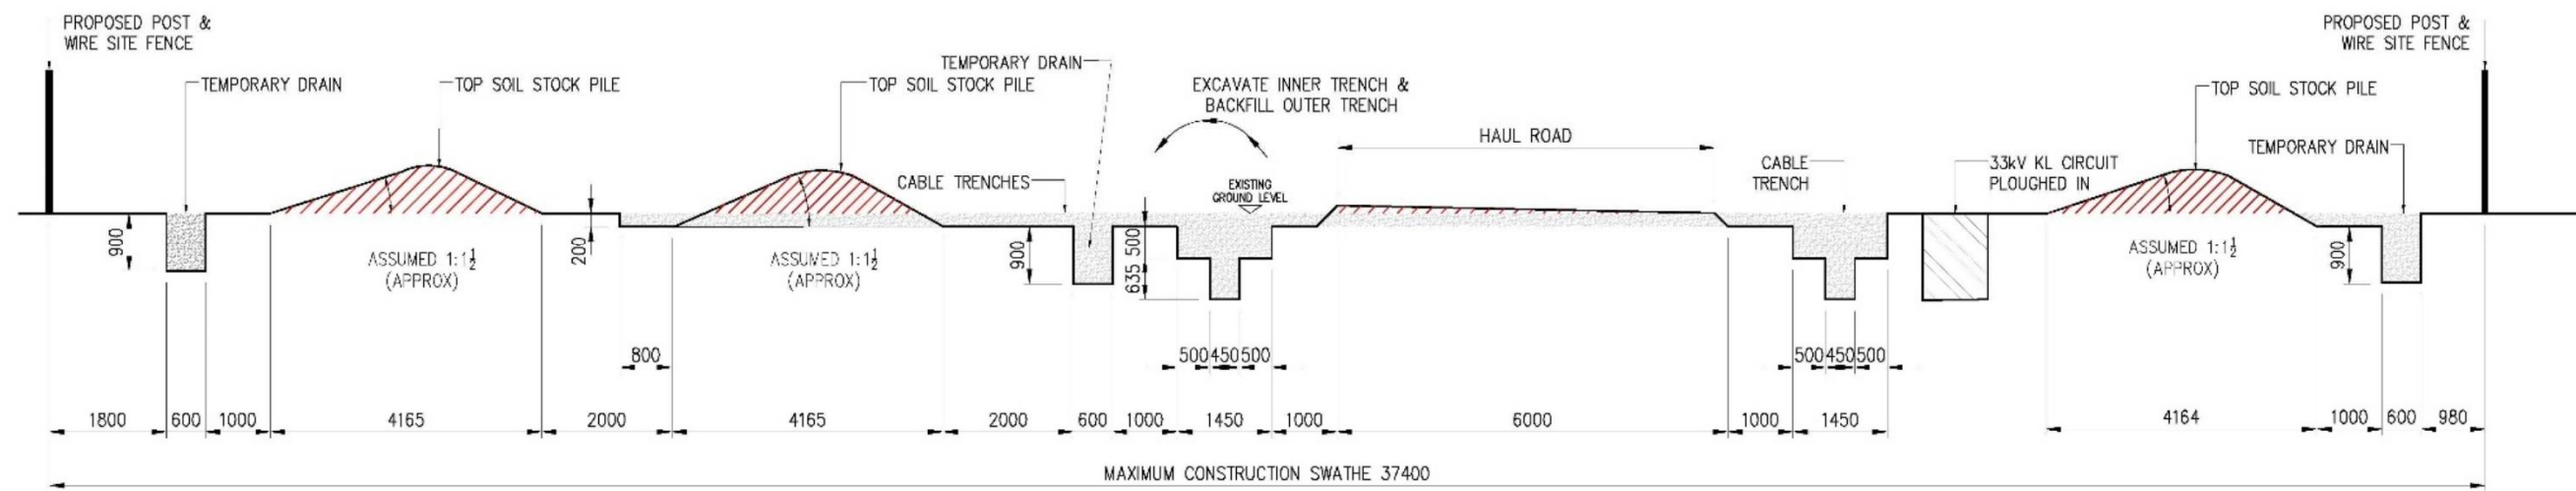 PROPOSED POST &
WIRE SITE FENCE
TEMPORARY DRAIN
TOP SOIL STOCK PILE
TEMPORARY DRAIN
TOP SOIL STOCK PILE
EXCAVATE INNER TRENCH &
BACKFILL OUTER TRENCH
HAUL ROAD
PROPOSED POST &
WIRE SITE FENCE
TOP SOIL STOCK PILE
TEMPORARY DRAIN
CABLE TRENCHES
EXISTING
GROUND LEVEL
CABLE
TRENCH
33kV KL CIRCUIT
PLOUGHED IN
900
ASSUMED 1:1½
(APPROX)
200
ASSUMED 1:1½
(APPROX)
900
500
635
ASSUMED 1:1½
(APPROX)
900
800
500 450 500
500 450 500
1800 600 1000 4165 2000 4165 2000 600 1000 1450 1000 6000 1000 1450 4164 1000 600 980
MAXIMUM CONSTRUCTION SWATHE 37400